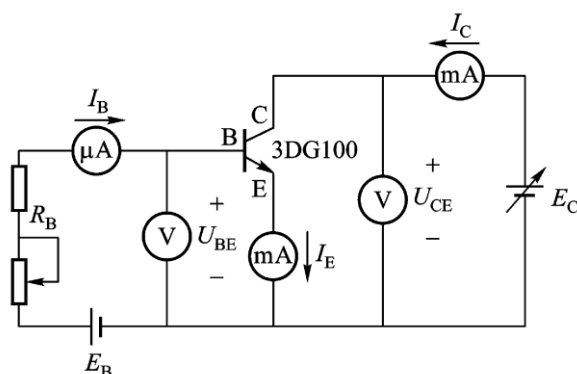 I_C
mA
I_B
μA
C
B
3DG100
E
R_B
V
+
U_BE
−
mA
I_E
V
+
U_CE
−
E_C
E_B